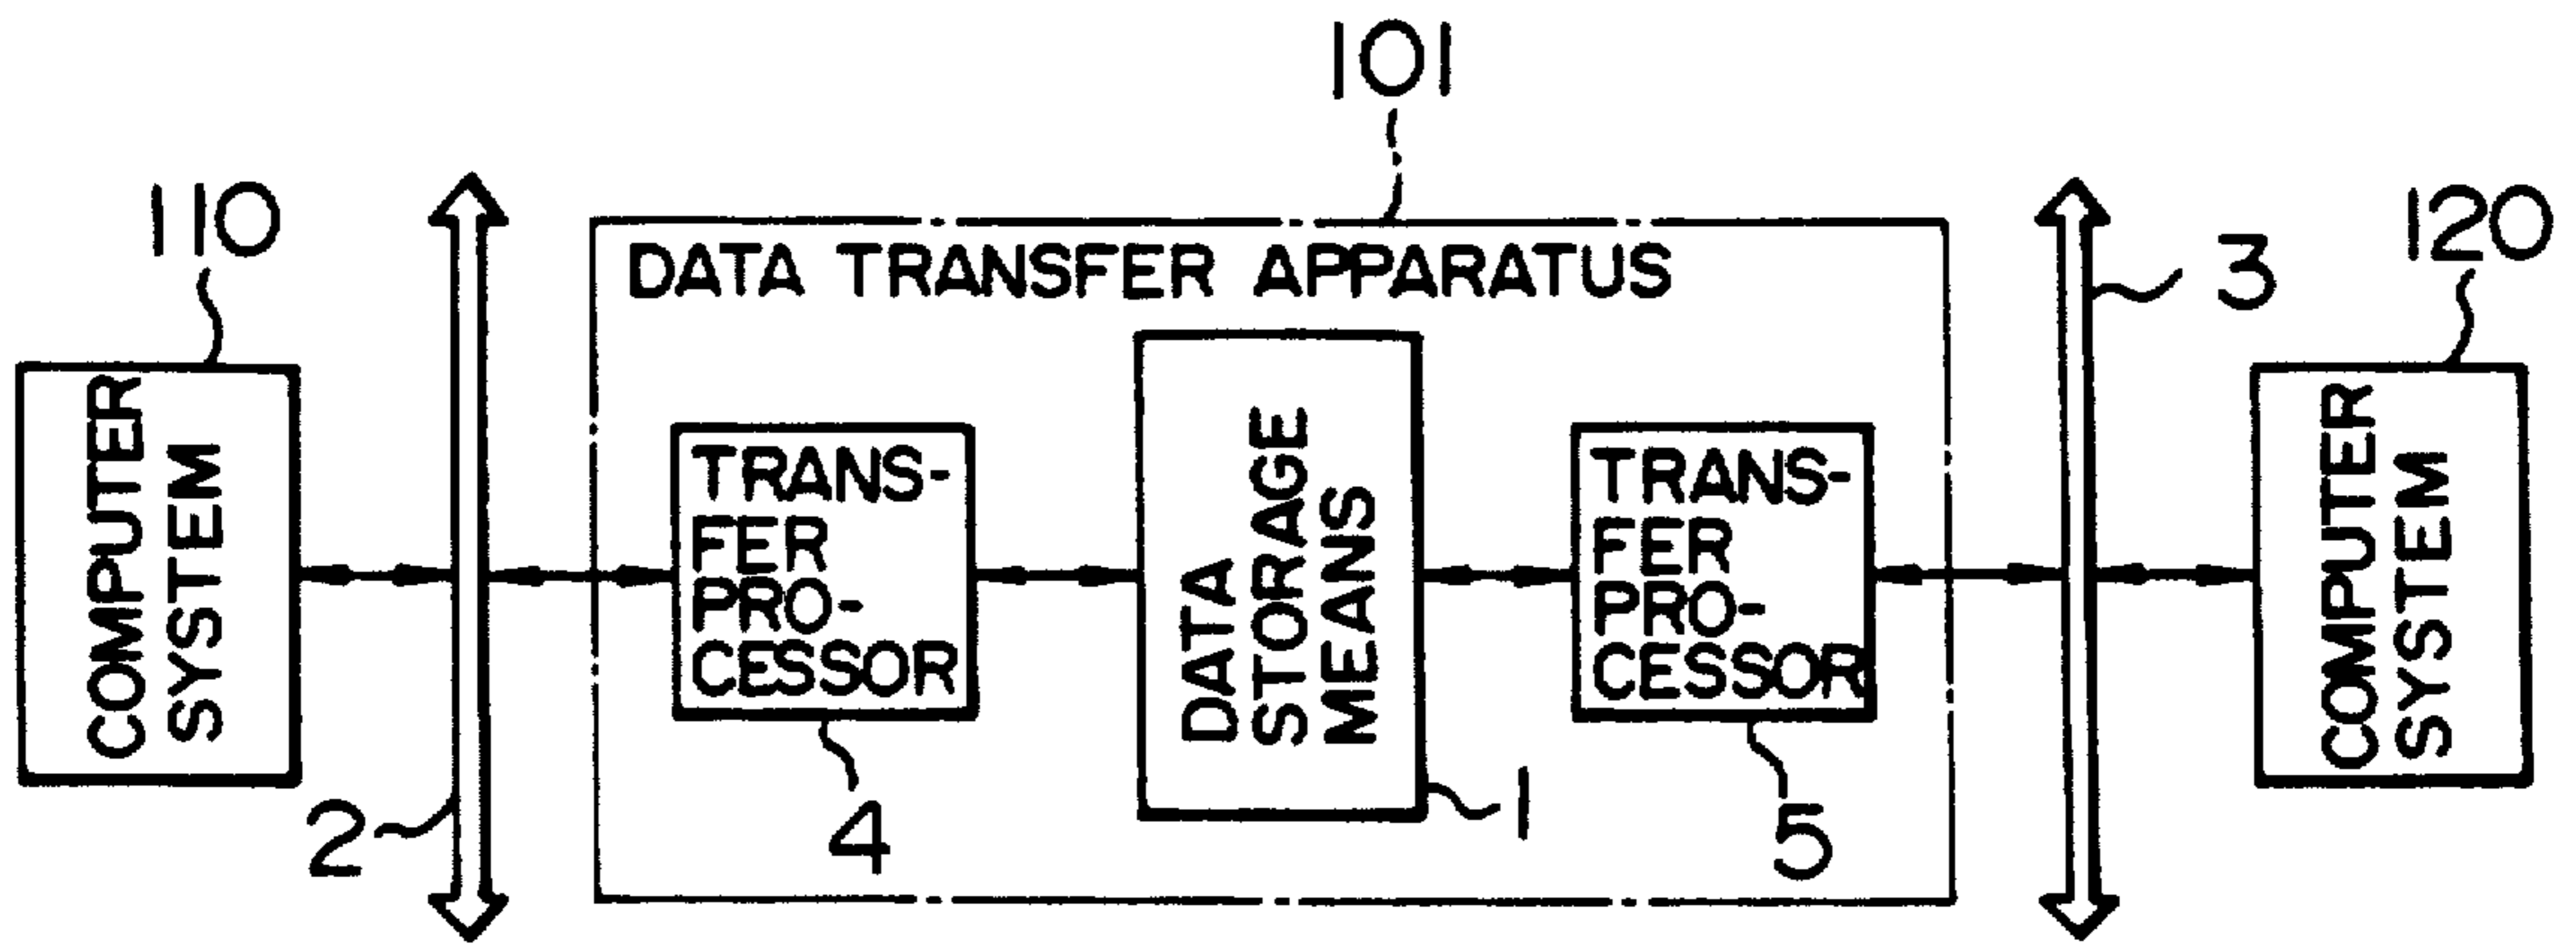 101
110
120
3
DATA TRANSFER APPARATUS
COMPUTER
SYSTEM
TRANS-
FER
PRO-
CESSOR
DATA
STORAGE
MEANS
TRANS-
FER
PRO-
CESSOR
COMPUTER
SYSTEM
2
4
1
5